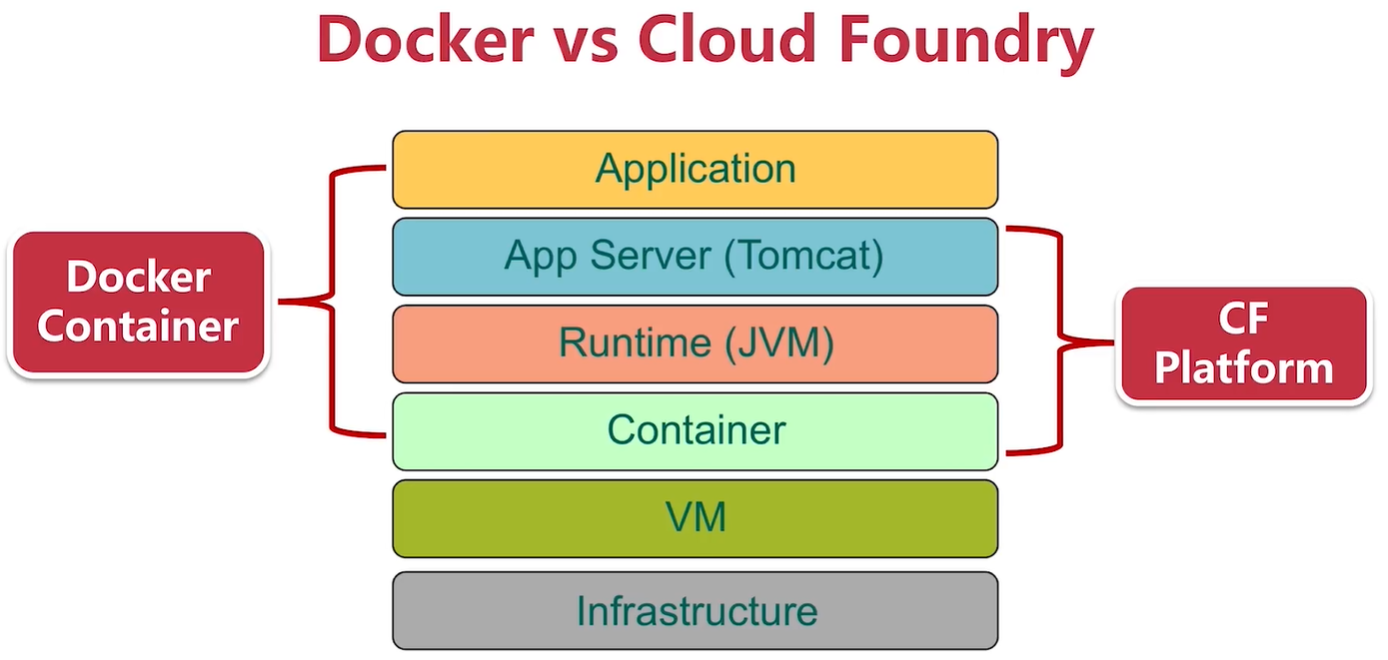 Docker vs Cloud Foundry
Application
App Server (Tomcat)
Docker
Container
Runtime (JVM)
CF
Platform
Container
VM
Infrastructure